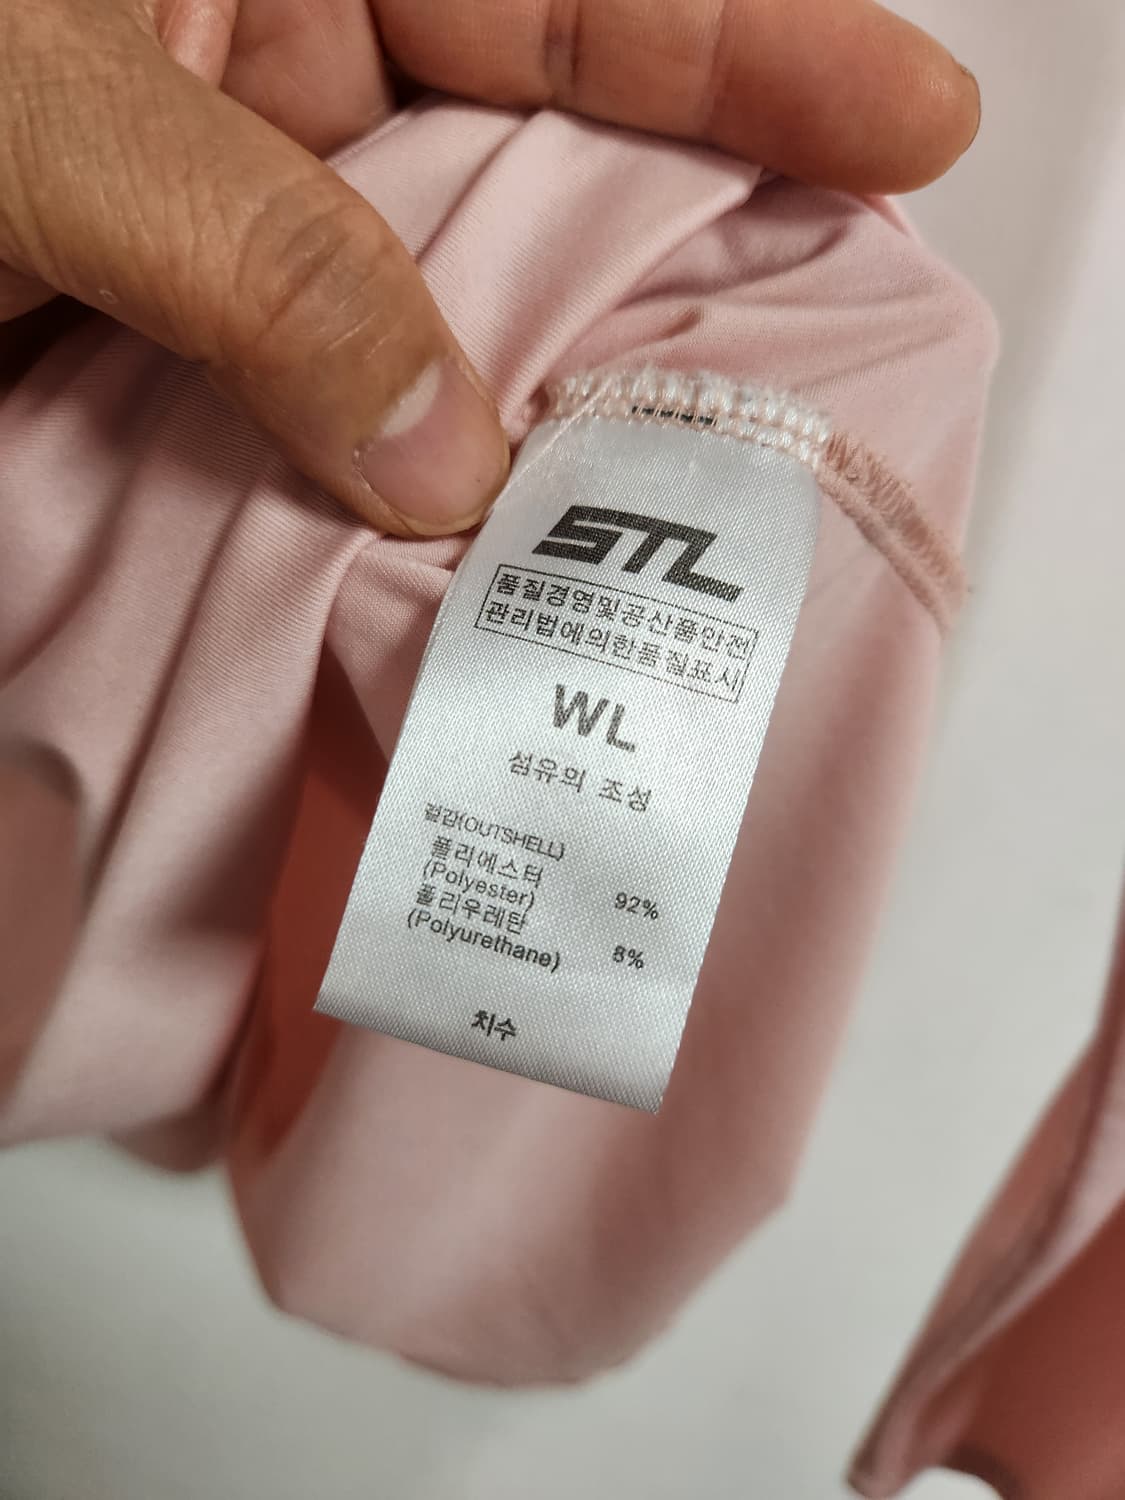 STL
품질경영및공산품안전
관리법에의한품질표시
WL
섬유의 조성
겉감(OUTSHELL)
폴리에스터
(Polyester) 92%
폴리우레탄
(Polyurethane) 8%
치수